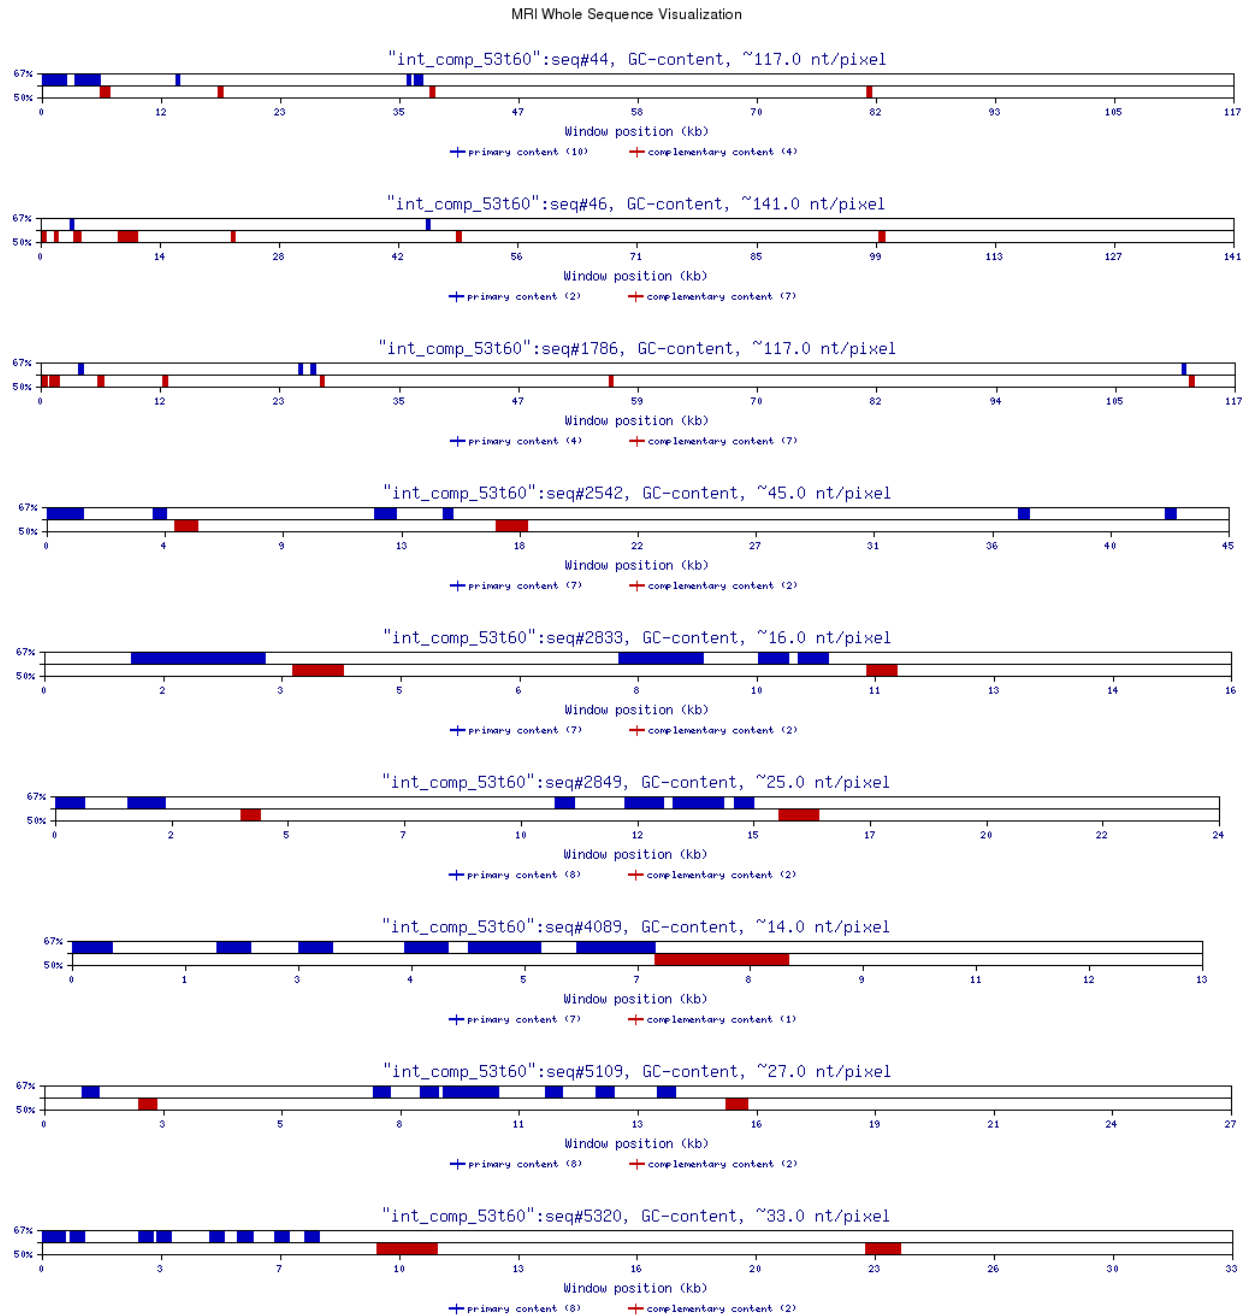 MRI Whole Sequence Visualization
"int_comp_53t60":seq#44, GC-content, ~117.0 nt/pixel
67%
50%
0 12 23 35 47 58 70 82 93 105 117
Window position (kb)
primary content (10) complementary content (4)
"int_comp_53t60":seq#46, GC-content, ~141.0 nt/pixel
67%
50%
0 14 28 42 56 71 85 99 113 127 141
Window position (kb)
primary content (2) complementary content (7)
"int_comp_53t60":seq#1786, GC-content, ~117.0 nt/pixel
67%
50%
0 12 23 35 47 59 70 82 94 105 117
Window position (kb)
primary content (4) complementary content (7)
"int_comp_53t60":seq#2542, GC-content, ~45.0 nt/pixel
67%
50%
0 4 9 13 18 22 27 31 36 40 45
Window position (kb)
primary content (7) complementary content (2)
"int_comp_53t60":seq#2833, GC-content, ~16.0 nt/pixel
67%
50%
0 2 3 5 6 8 10 11 13 14 16
Window position (kb)
primary content (7) complementary content (2)
"int_comp_53t60":seq#2849, GC-content, ~25.0 nt/pixel
67%
50%
0 2 5 7 10 12 15 17 20 22 24
Window position (kb)
primary content (8) complementary content (2)
"int_comp_53t60":seq#4089, GC-content, ~14.0 nt/pixel
67%
50%
0 1 3 4 5 7 8 9 11 12 13
Window position (kb)
primary content (7) complementary content (1)
"int_comp_53t60":seq#5109, GC-content, ~27.0 nt/pixel
67%
50%
0 3 5 8 11 13 16 19 21 24 27
Window position (kb)
primary content (8) complementary content (2)
"int_comp_53t60":seq#5320, GC-content, ~33.0 nt/pixel
67%
50%
0 3 7 10 13 16 20 23 26 30 33
Window position (kb)
primary content (8) complementary content (2)